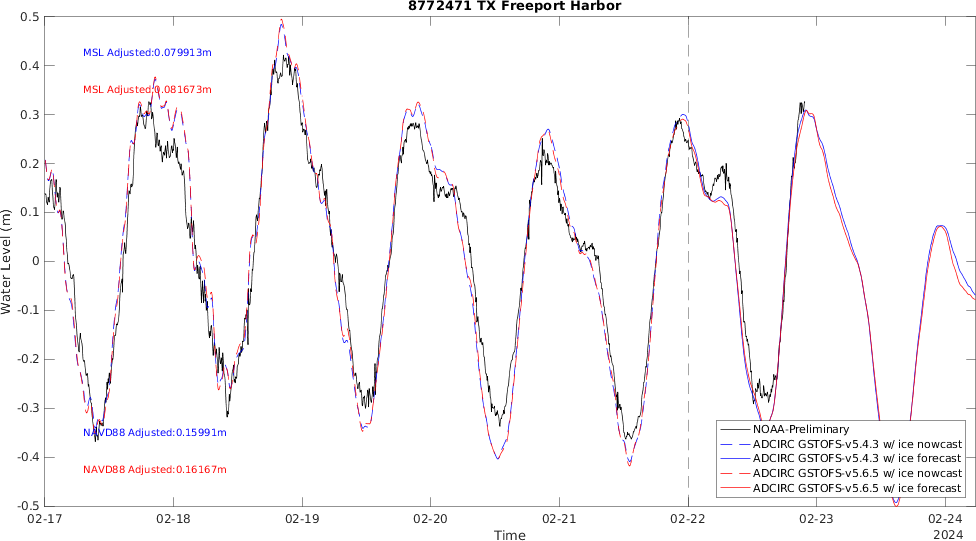 8772471 TX Freeport Harbor
0.5
0.4
0.3
0.2
0.1
0
-0.1
-0.2
-0.3
-0.4
-0.5
Water Level (m)
MSL Adjusted:0.079913m
MSL Adjusted:0.081673m
NAVD88 Adjusted:0.15991m
NAVD88 Adjusted:0.16167m
NOAA-Preliminary
ADCIRC GSTOFS-v5.4.3 w/ ice nowcast
ADCIRC GSTOFS-v5.4.3 w/ ice forecast
ADCIRC GSTOFS-v5.6.5 w/ ice nowcast
ADCIRC GSTOFS-v5.6.5 w/ ice forecast
02-17 02-18 02-19 02-20 02-21 02-22 02-23 02-24
Time
2024